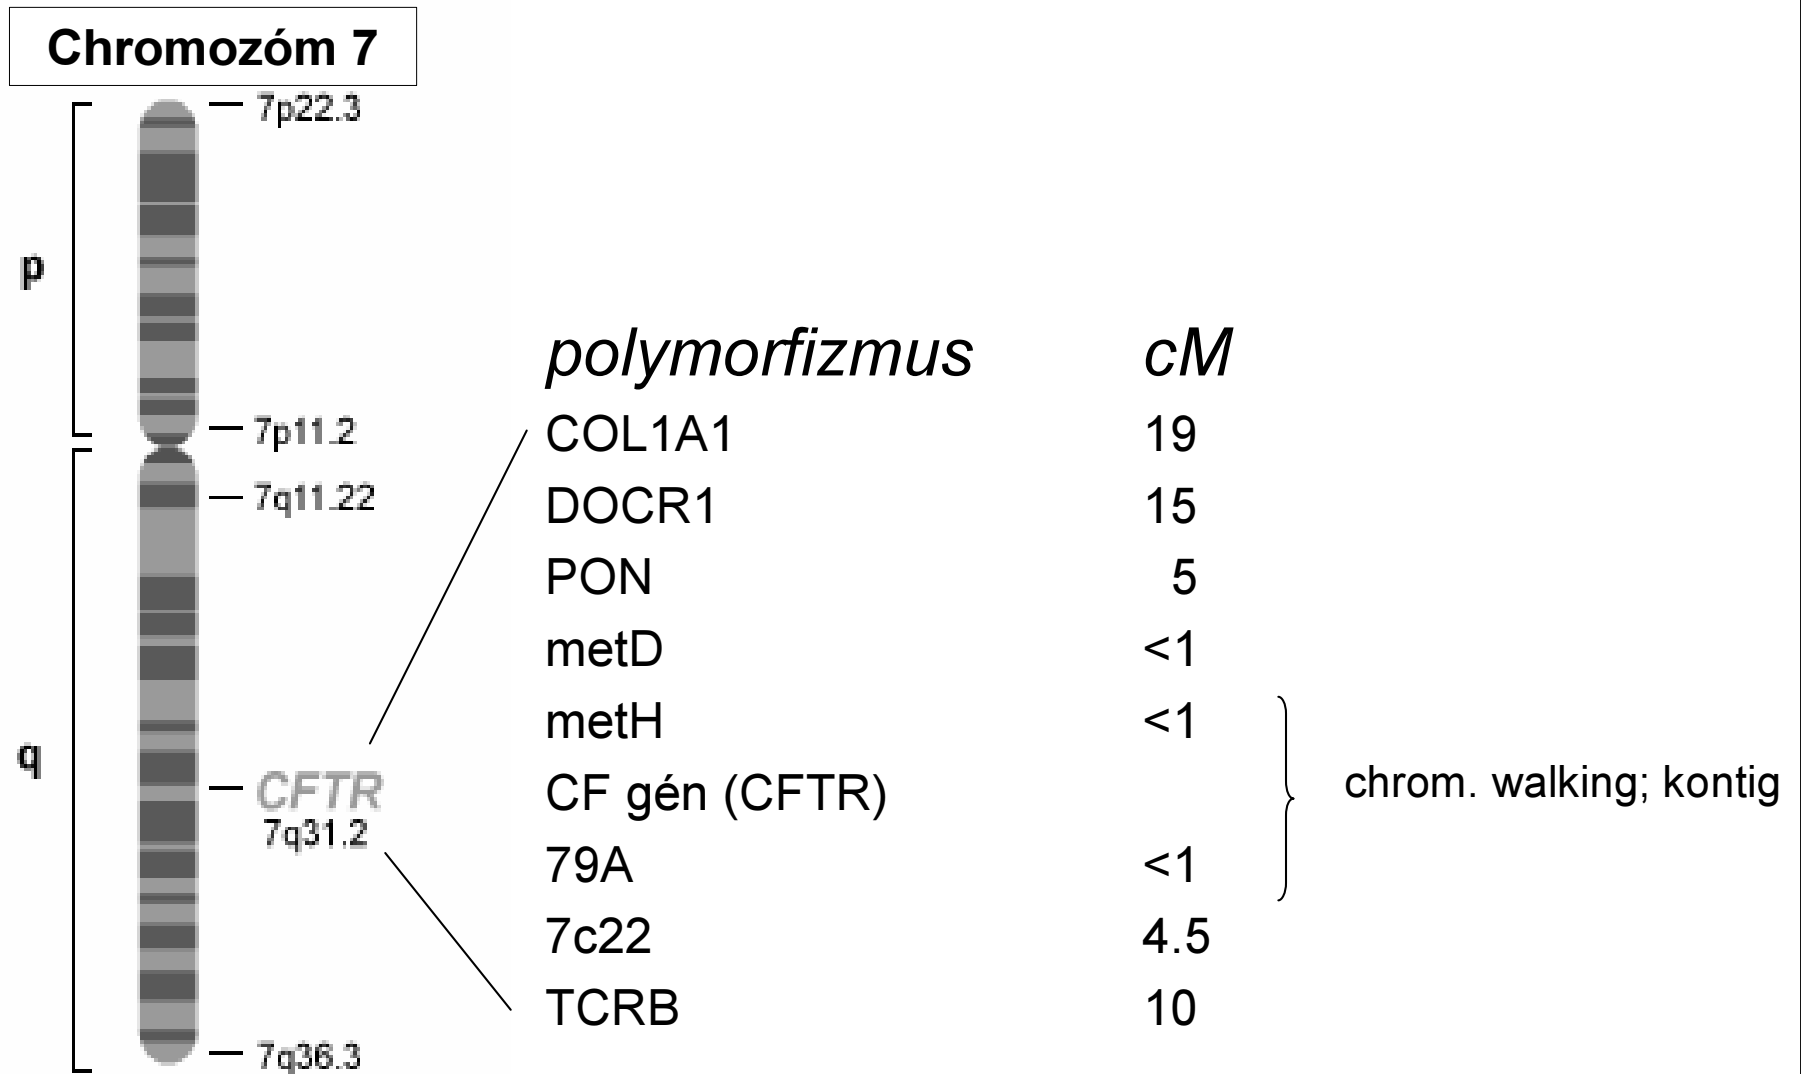 Chromozóm 7
7p22.3
p
7p11.2
7q11.22
q
CFTR
7q31.2
7q36.3
polymorfizmus cM
COL1A1 19
DOCR1 15
PON 5
metD <1
metH <1
CF gén (CFTR)
79A <1
7c22 4.5
TCRB 10
chrom. walking; kontig